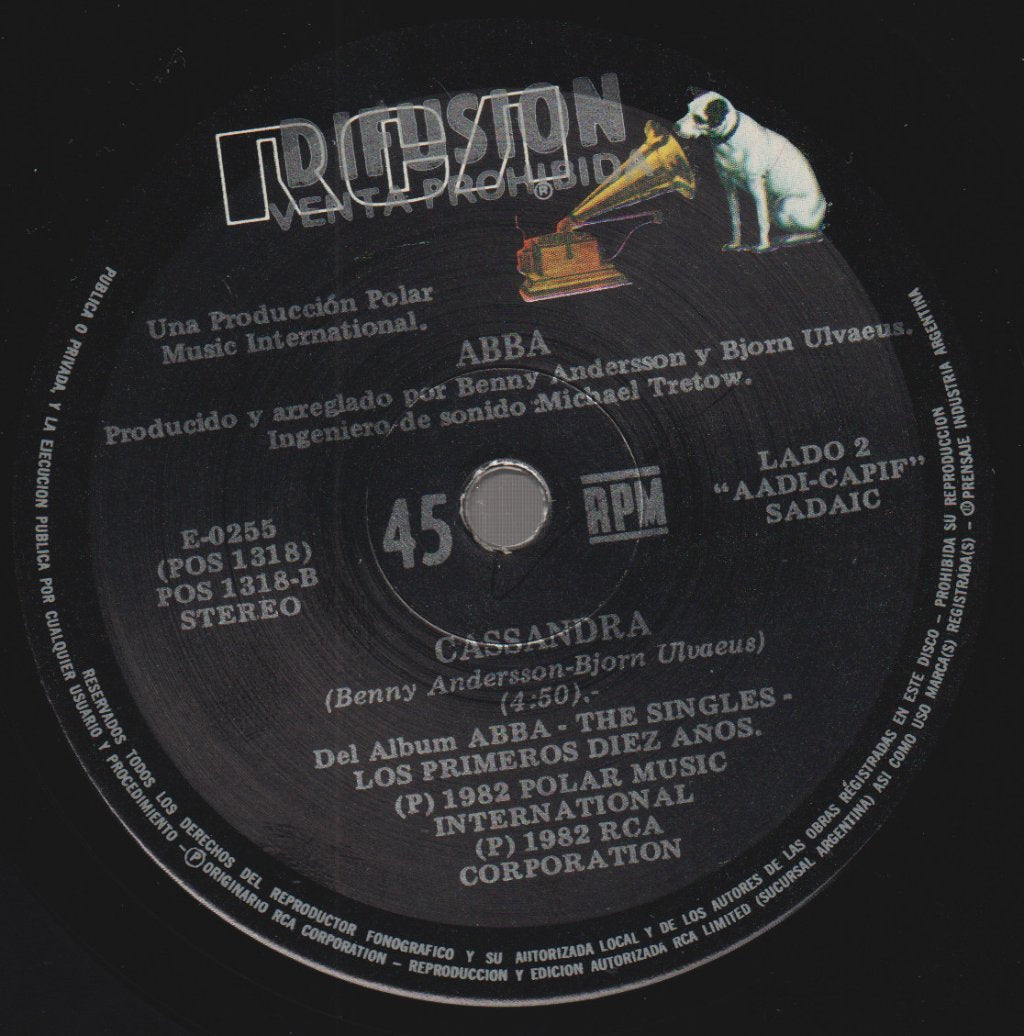 RCA
®
DIFUSION
VENTA PROHIBIDA
Una Producción Polar
Music International.
ABBA
Producido y arreglado por Benny Andersson y Bjorn Ulvaeus.
Ingeniero de sonido :Michael Tretow.
LADO 2
"AADI-CAPIF"
SADAIC
45
RPM
E-0255
(POS 1318)
POS 1318-B
STEREO
CASSANDRA
(Benny Andersson-Bjorn Ulvaeus)
(4:50).-
Del Album ABBA - THE SINGLES -
LOS PRIMEROS DIEZ AÑOS.
(P) 1982 POLAR MUSIC
INTERNATIONAL
(P) 1982 RCA
CORPORATION
RESERVADOS TODOS LOS DERECHOS DEL REPRODUCTOR FONOGRAFICO Y SU AUTORIZADA LOCAL Y DE LOS AUTORES DE LAS OBRAS REGISTRADAS EN ESTE DISCO - PROHIBIDA SU REPRODUCCION
PUBLICA O PRIVADA, Y LA EJECUCION PUBLICA POR CUALQUIER USUARIO Y PROCEDIMIENTO - Ⓟ ORIGINARIO RCA CORPORATION - REPRODUCCION Y EDICION AUTORIZADA RCA LIMITED (SUCURSAL ARGENTINA) ASI COMO USO MARCA(S) REGISTRADA(S) - Ⓟ PRENSAJE INDUSTRIA ARGENTINA